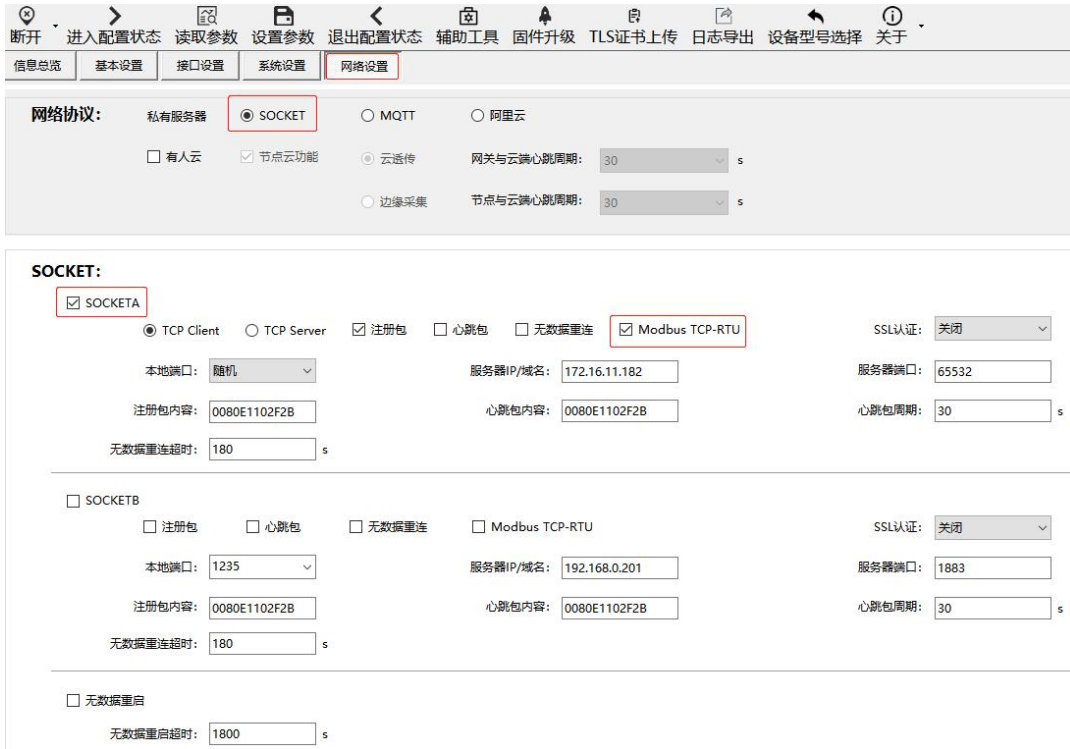 断开 进入配置状态 读取参数 设置参数 退出配置状态 辅助工具 固件升级 TLS证书上传 日志导出 设备型号选择 关于
信息总览 基本设置 接口设置 系统设置 网络设置
网络协议： 私有服务器 SOCKET MQTT 阿里云
有人云 节点云功能 云透传 网关与云端心跳周期： 30 s
边缘采集 节点与云端心跳周期： 30 s
SOCKET：
SOCKETA
TCP Client TCP Server 注册包 心跳包 无数据重连 Modbus TCP-RTU SSL认证： 关闭
本地端口： 随机 服务器IP/域名： 172.16.11.182 服务器端口： 65532
注册包内容： 0080E1102F2B 心跳包内容： 0080E1102F2B 心跳包周期： 30 s
无数据重连超时： 180 s
SOCKETB
注册包 心跳包 无数据重连 Modbus TCP-RTU SSL认证： 关闭
本地端口： 1235 服务器IP/域名： 192.168.0.201 服务器端口： 1883
注册包内容： 0080E1102F2B 心跳包内容： 0080E1102F2B 心跳包周期： 30 s
无数据重连超时： 180 s
无数据重启
无数据重启超时： 1800 s